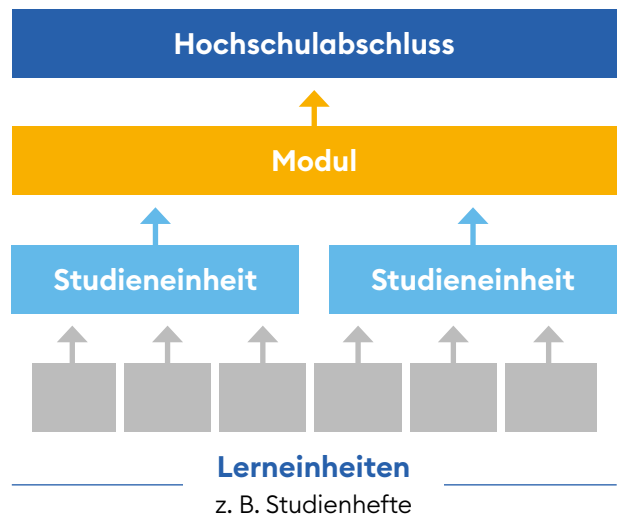 Hochschulabschluss
Modul
Studieneinheit Studieneinheit
Lerneinheiten
z. B. Studienhefte